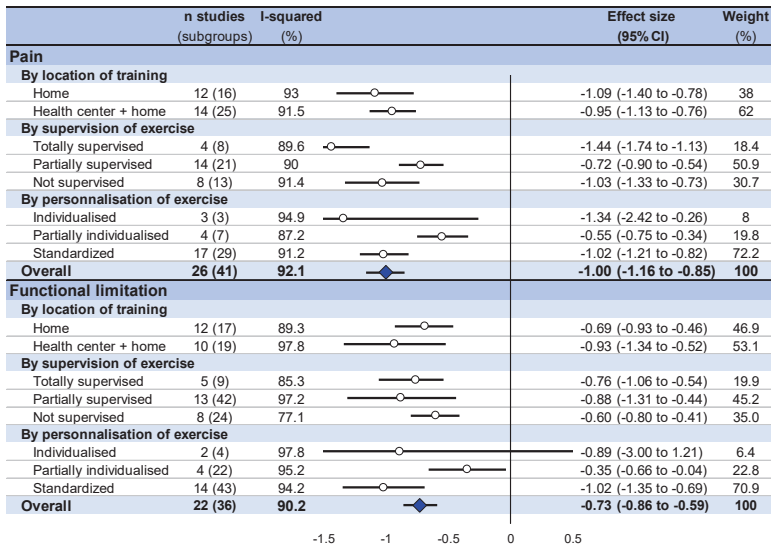 n studies I-squared Effect size Weight
(subgroups) (%) (95% CI) (%)
Pain
By location of training
Home 12 (16) 93 -1.09 (-1.40 to -0.78) 38
Health center + home 14 (25) 91.5 -0.95 (-1.13 to -0.76) 62
By supervision of exercise
Totally supervised 4 (8) 89.6 -1.44 (-1.74 to -1.13) 18.4
Partially supervised 14 (21) 90 -0.72 (-0.90 to -0.54) 50.9
Not supervised 8 (13) 91.4 -1.03 (-1.33 to -0.73) 30.7
By personnalisation of exercise
Individualised 3 (3) 94.9 -1.34 (-2.42 to -0.26) 8
Partially individualised 4 (7) 87.2 -0.55 (-0.75 to -0.34) 19.8
Standardized 17 (29) 91.2 -1.02 (-1.21 to -0.82) 72.2
Overall 26 (41) 92.1 -1.00 (-1.16 to -0.85) 100
Functional limitation
By location of training
Home 12 (17) 89.3 -0.69 (-0.93 to -0.46) 46.9
Health center + home 10 (19) 97.8 -0.93 (-1.34 to -0.52) 53.1
By supervision of exercise
Totally supervised 5 (9) 85.3 -0.76 (-1.06 to -0.54) 19.9
Partially supervised 13 (42) 97.2 -0.88 (-1.31 to -0.44) 45.2
Not supervised 8 (24) 77.1 -0.60 (-0.80 to -0.41) 35.0
By personnalisation of exercise
Individualised 2 (4) 97.8 -0.89 (-3.00 to 1.21) 6.4
Partially individualised 4 (22) 95.2 -0.35 (-0.66 to -0.04) 22.8
Standardized 14 (43) 94.2 -1.02 (-1.35 to -0.69) 70.9
Overall 22 (36) 90.2 -0.73 (-0.86 to -0.59) 100
-1.5 -1 -0.5 0 0.5